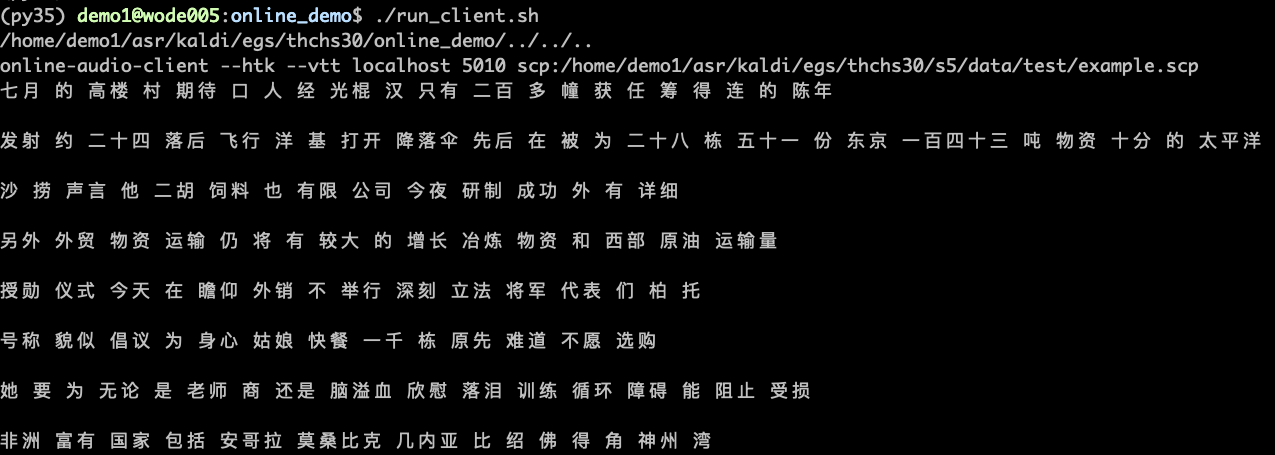 (py35) demo1@wode005:online_demo$ ./run_client.sh
/home/demo1/asr/kaldi/egs/thchs30/online_demo/../../..
online-audio-client --htk --vtt localhost 5010 scp:/home/demo1/asr/kaldi/egs/thchs30/s5/data/test/example.scp
七月 的 高楼 村 期待 口 人 经 光棍 汉 只有 二百 多 幢 获 任 筹 得 连 的 陈年
发射 约 二十四 落后 飞行 洋 基 打开 降落伞 先后 在 被 为 二十八 栋 五十一 份 东京 一百四十三 吨 物资 十分 的 太平洋
沙 捞 声言 他 二胡 饲料 也 有限 公司 今夜 研制 成功 外 有 详细
另外 外贸 物资 运输 仍 将 有 较大 的 增长 冶炼 物资 和 西部 原油 运输量
授勋 仪式 今天 在 瞻仰 外销 不 举行 深刻 立法 将军 代表 们 柏 托
号称 貌似 倡议 为 身心 姑娘 快餐 一千 栋 原先 难道 不愿 选购
她 要 为 无论 是 老师 商 还是 脑溢血 欣慰 落泪 训练 循环 障碍 能 阻止 受损
非洲 富有 国家 包括 安哥拉 莫桑比克 几内亚 比 绍 佛 得 角 神州 湾